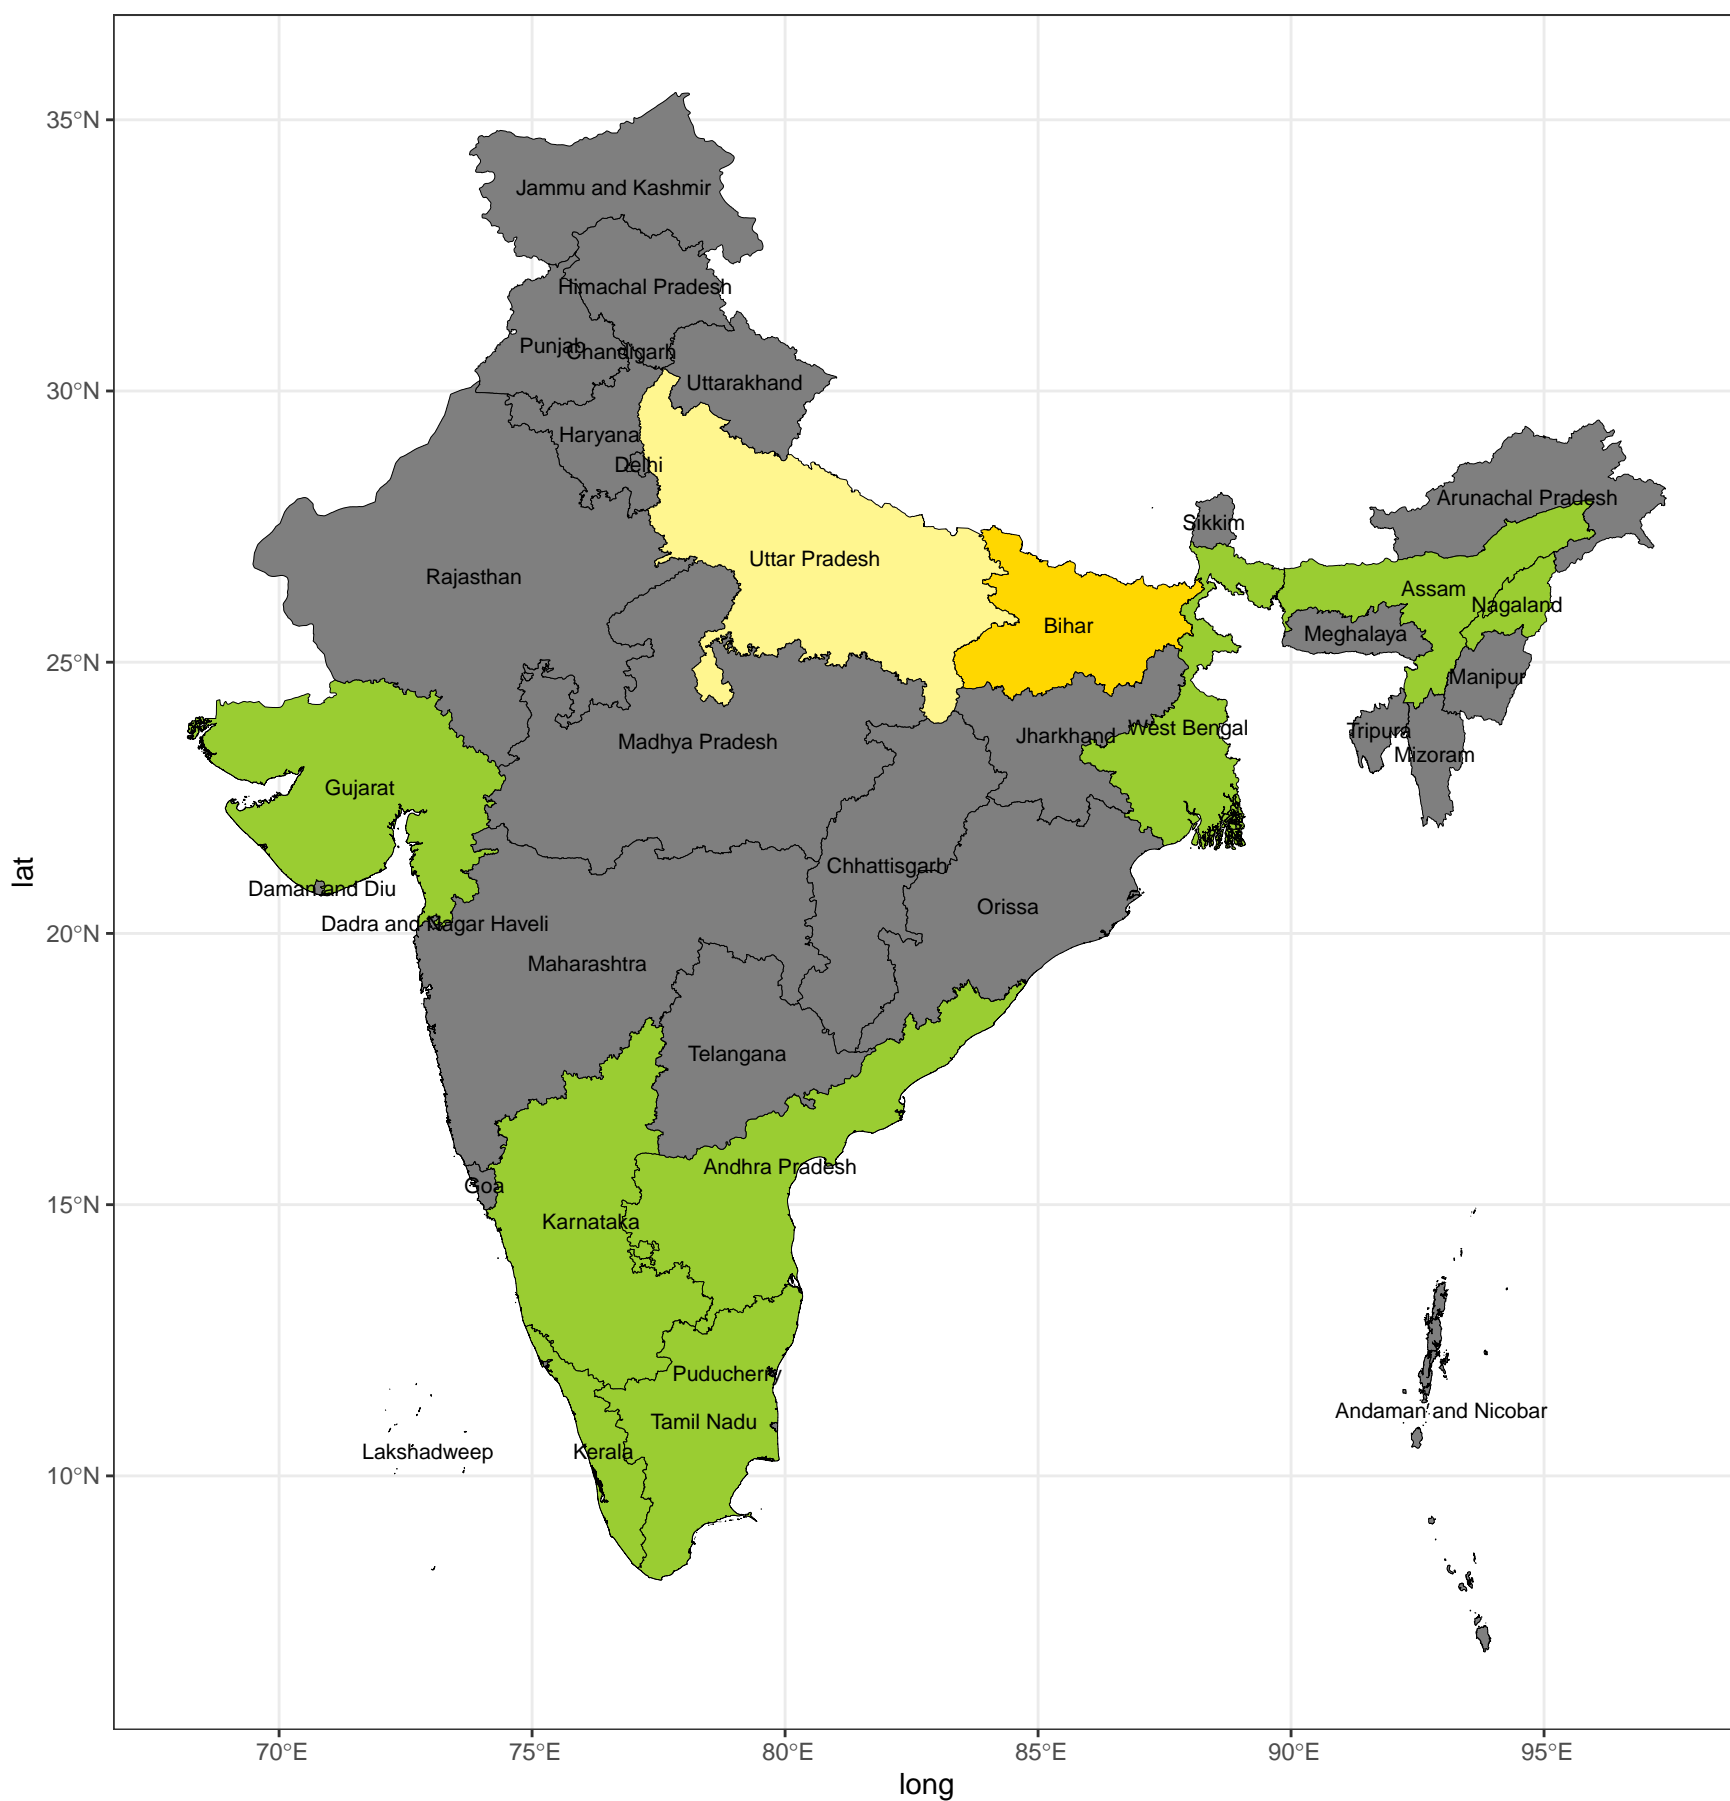 35°N
Jammu and Kashmir
Himachal Pradesh
Punjab
Chandigarh
Uttarakhand
30°N
Haryana
Delhi
Arunachal Pradesh
Sikkim
Uttar Pradesh
Rajasthan
Assam
Nagaland
Bihar
Meghalaya
25°N
Manipur
West Bengal
Tripura
Jharkhand
Madhya Pradesh
Mizoram
Gujarat
lat
Chhattisgarh
Daman and Diu
Orissa
Dadra and Nagar Haveli
20°N
Maharashtra
Telangana
Andhra Pradesh
Goa
15°N
Karnataka
Puducherry
Andaman and Nicobar
Tamil Nadu
Lakshadweep
Kerala
10°N
70°E
75°E
80°E
85°E
90°E
95°E
long